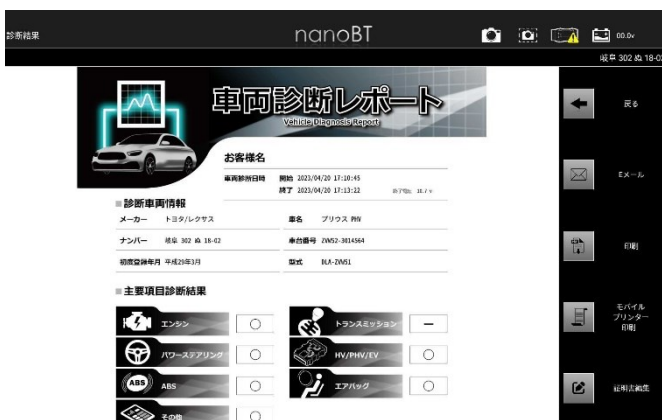 診断結果
nanoBT
00.0v
岐阜 302 ぬ 18-02
車両診断レポート
Vehicle Diagnosis Report
お客様名
車両診断日時 開始 2023/04/20 17:10:45
終了 2023/04/20 17:13:22
■診断車両情報
メーカー トヨタ/レクサス 車名 プリウス PHV
ナンバー 岐阜 302 ぬ 18-02 車台番号 ZVW52-3014564
初度登録年月 平成29年3月 型式 DLA-ZVW51
■主要項目診断結果
エンジン ○ トランスミッション －
パワーステアリング ○ HV/PHV/EV ○
ABS ABS ○ エアバッグ ○
その他 ○
戻る
Eメール
印刷
モバイル
プリンター
印刷
証明書編集